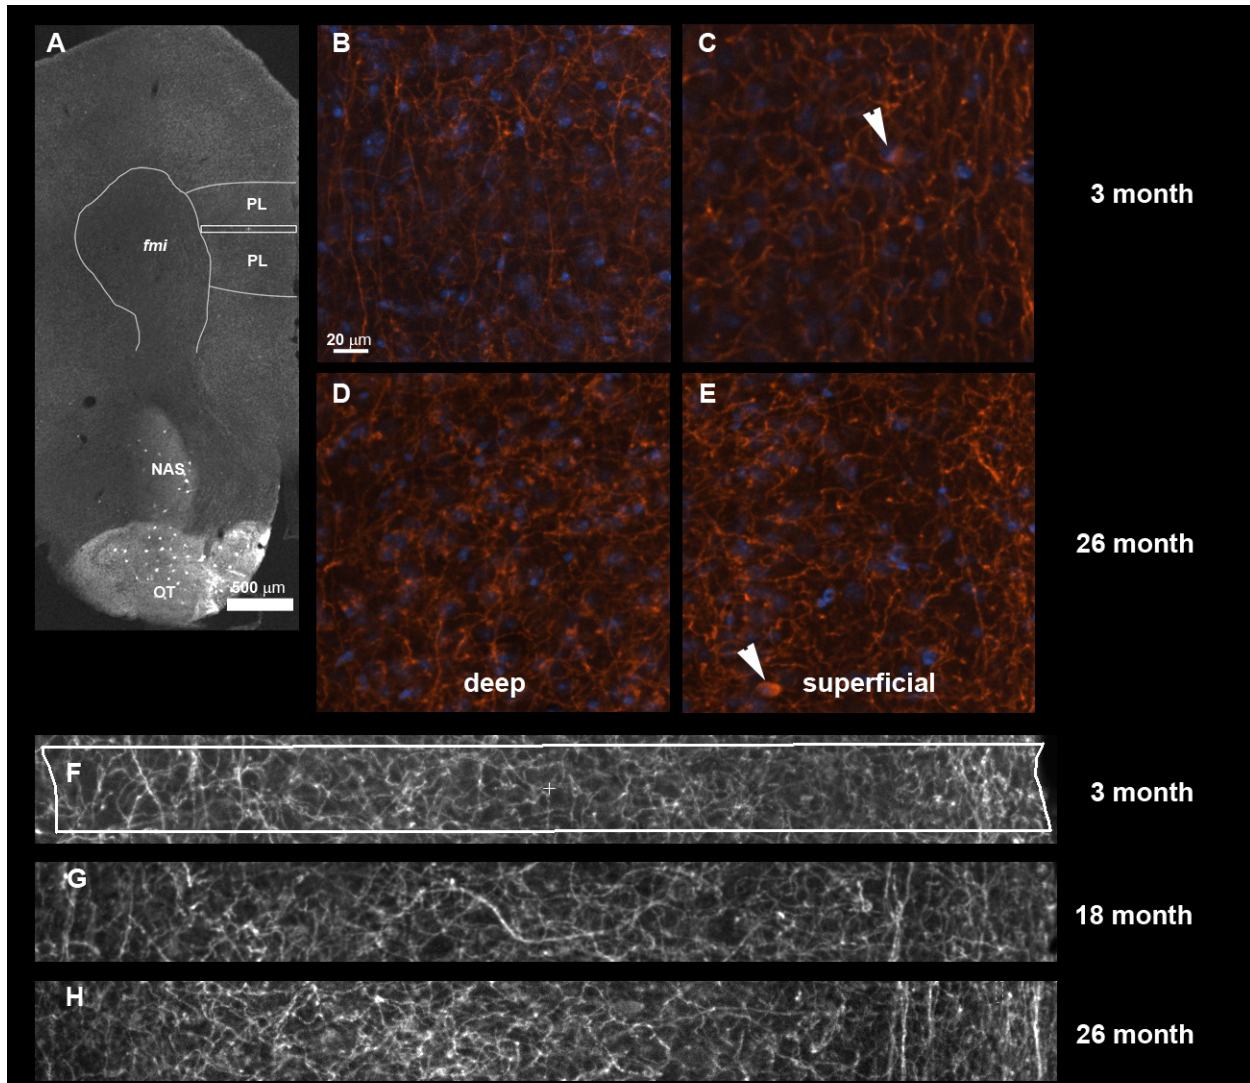 A
PL
fmi
PL
NAS
OT
500 µm
B
20 µm
C
3 month
D
deep
E
superficial
26 month
F
3 month
G
18 month
H
26 month